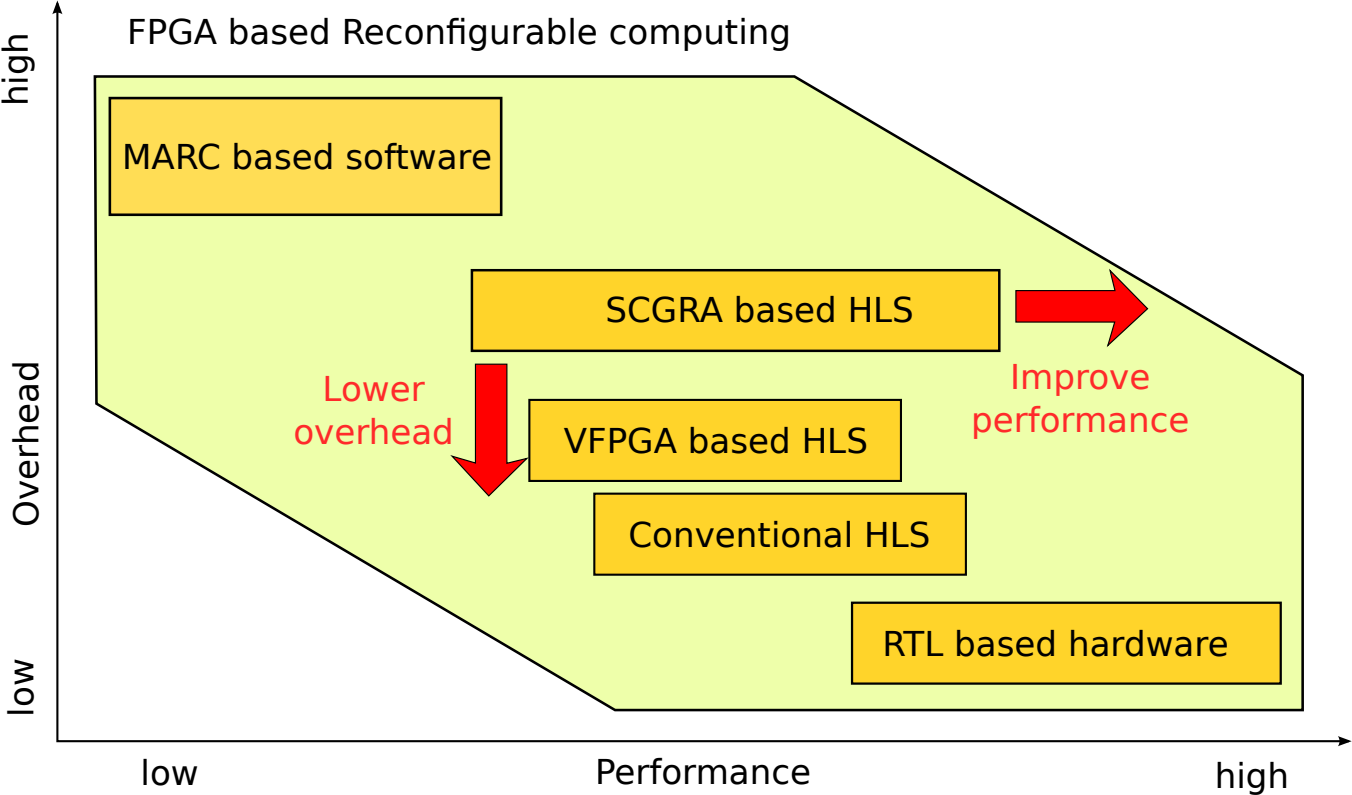 FPGA based Reconfigurable computing
high
MARC based software
SCGRA based HLS
Lower
overhead
Improve
performance
VFPGA based HLS
Overhead
Conventional HLS
RTL based hardware
low
low
Performance
high